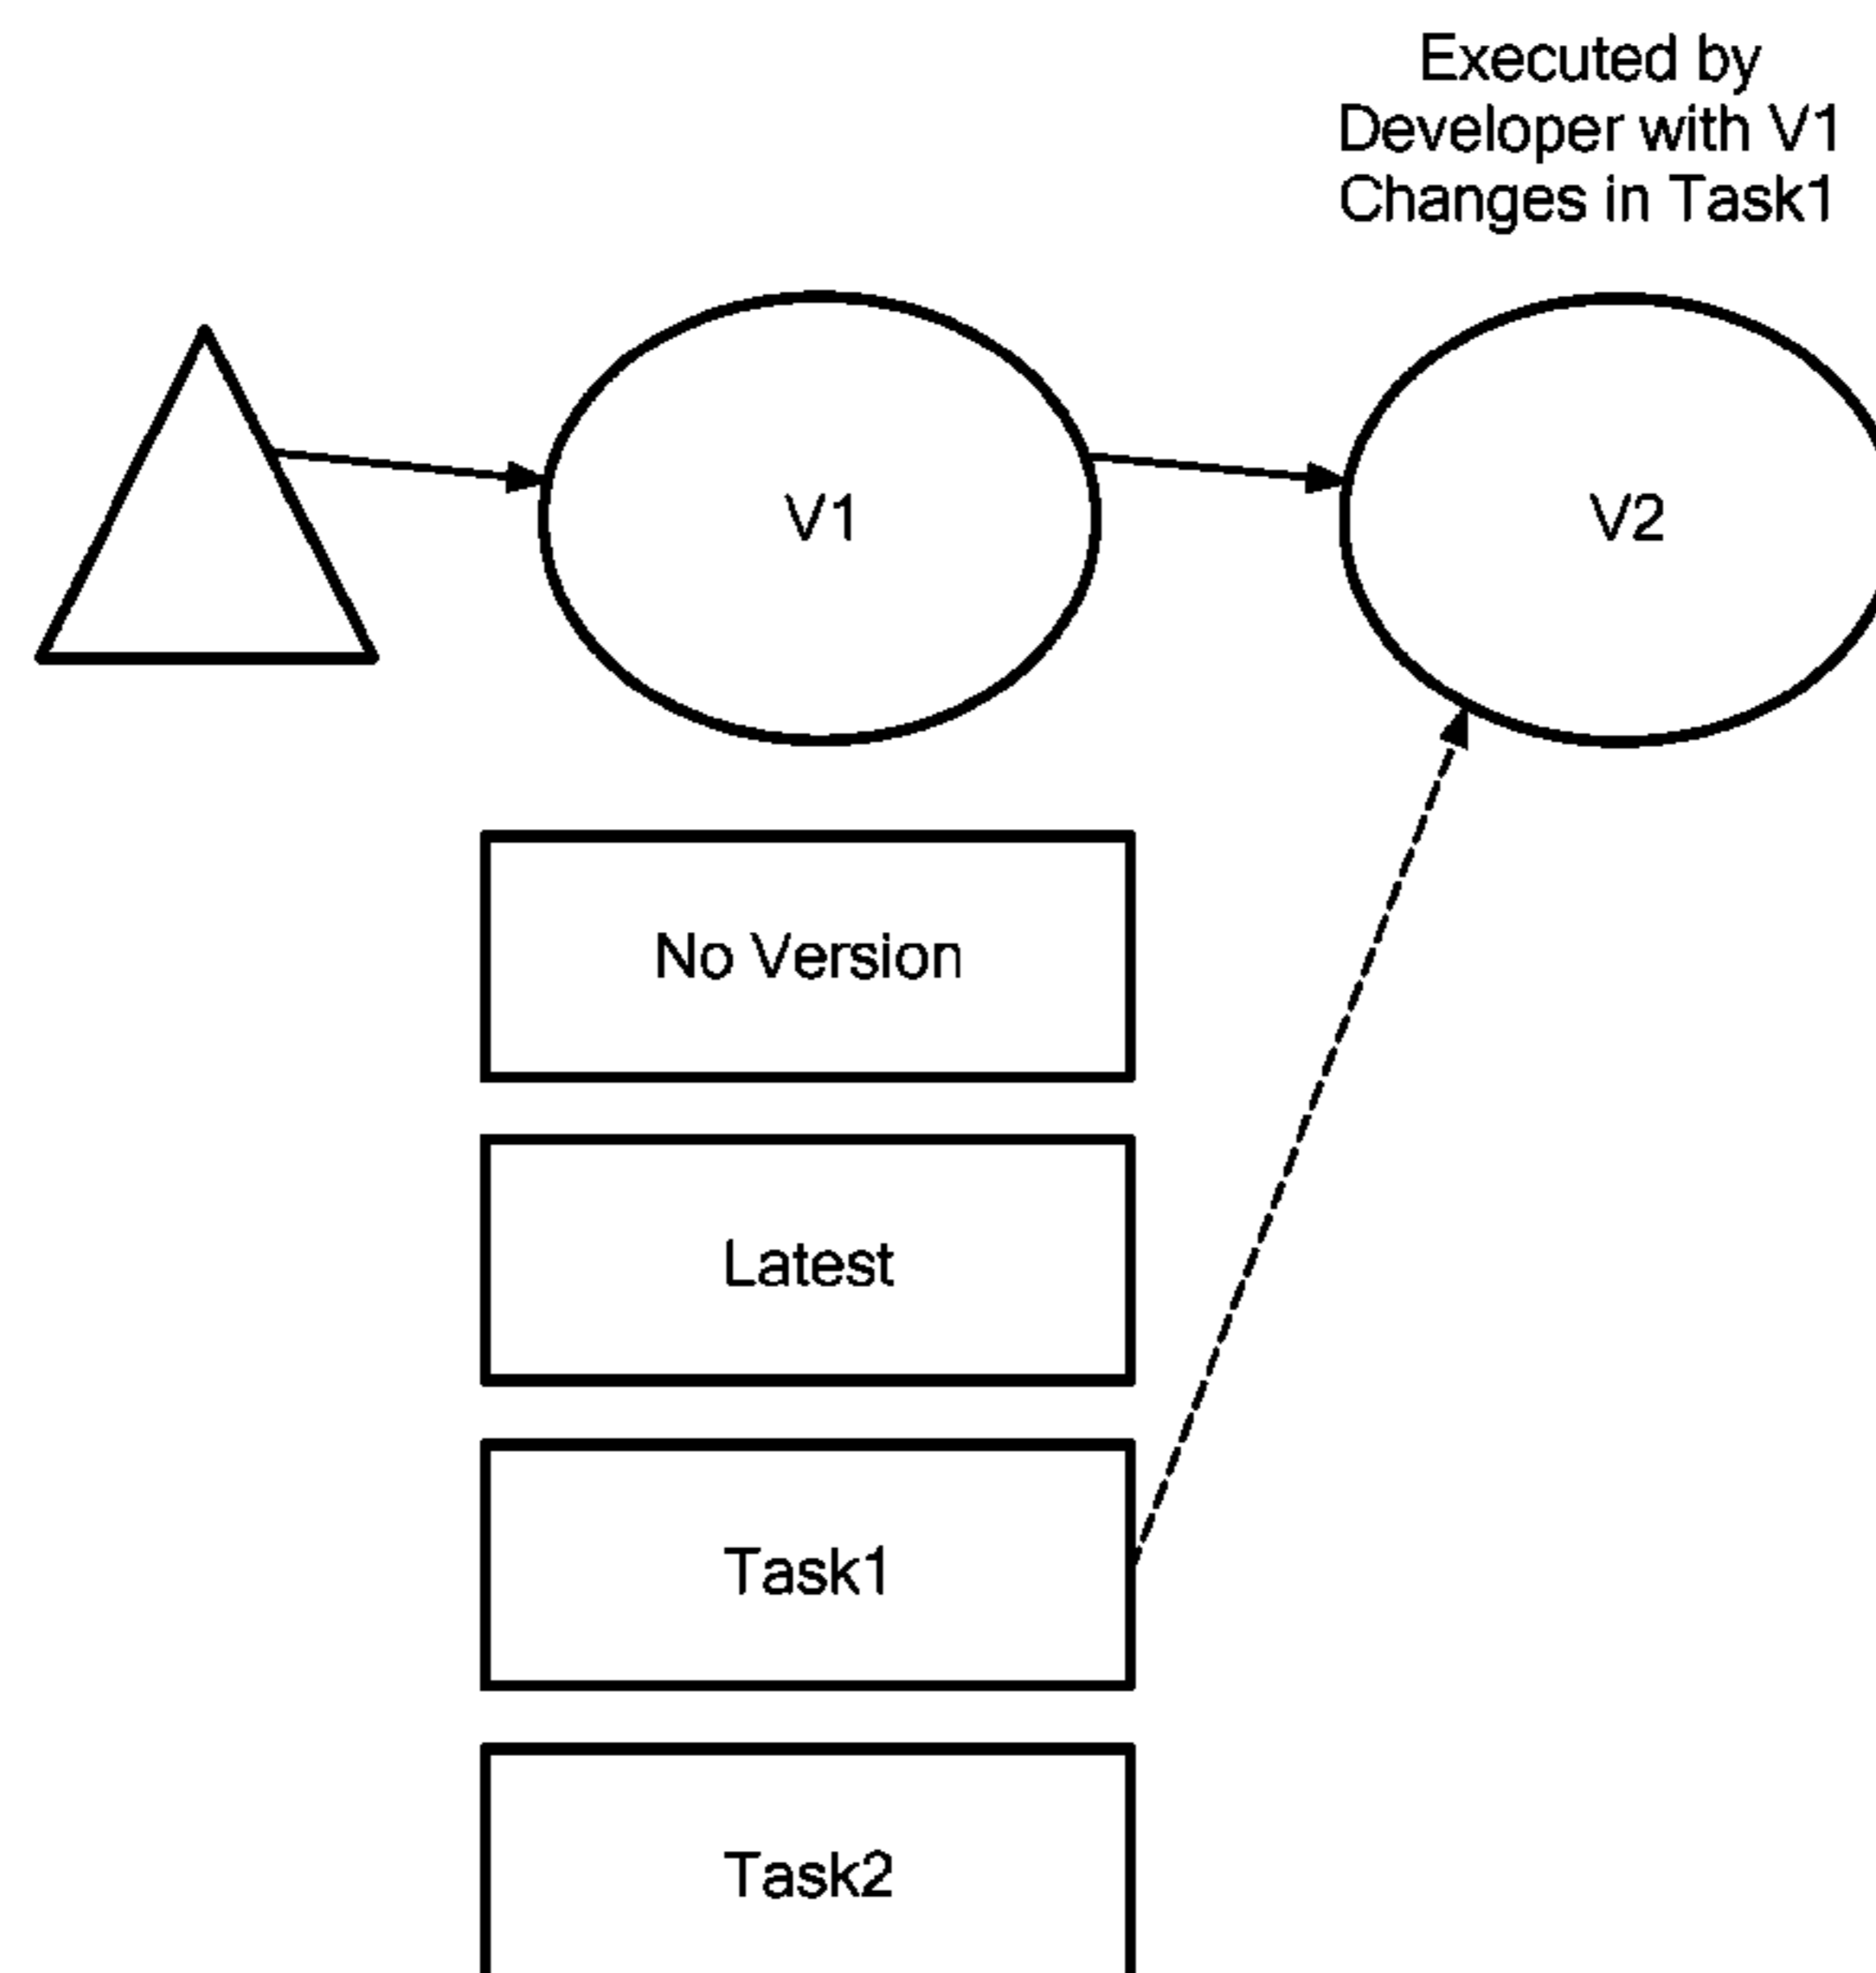 Executed by
Developer with V1
Changes in Task1
V1
V2
No Version
Latest
Task1
Task2